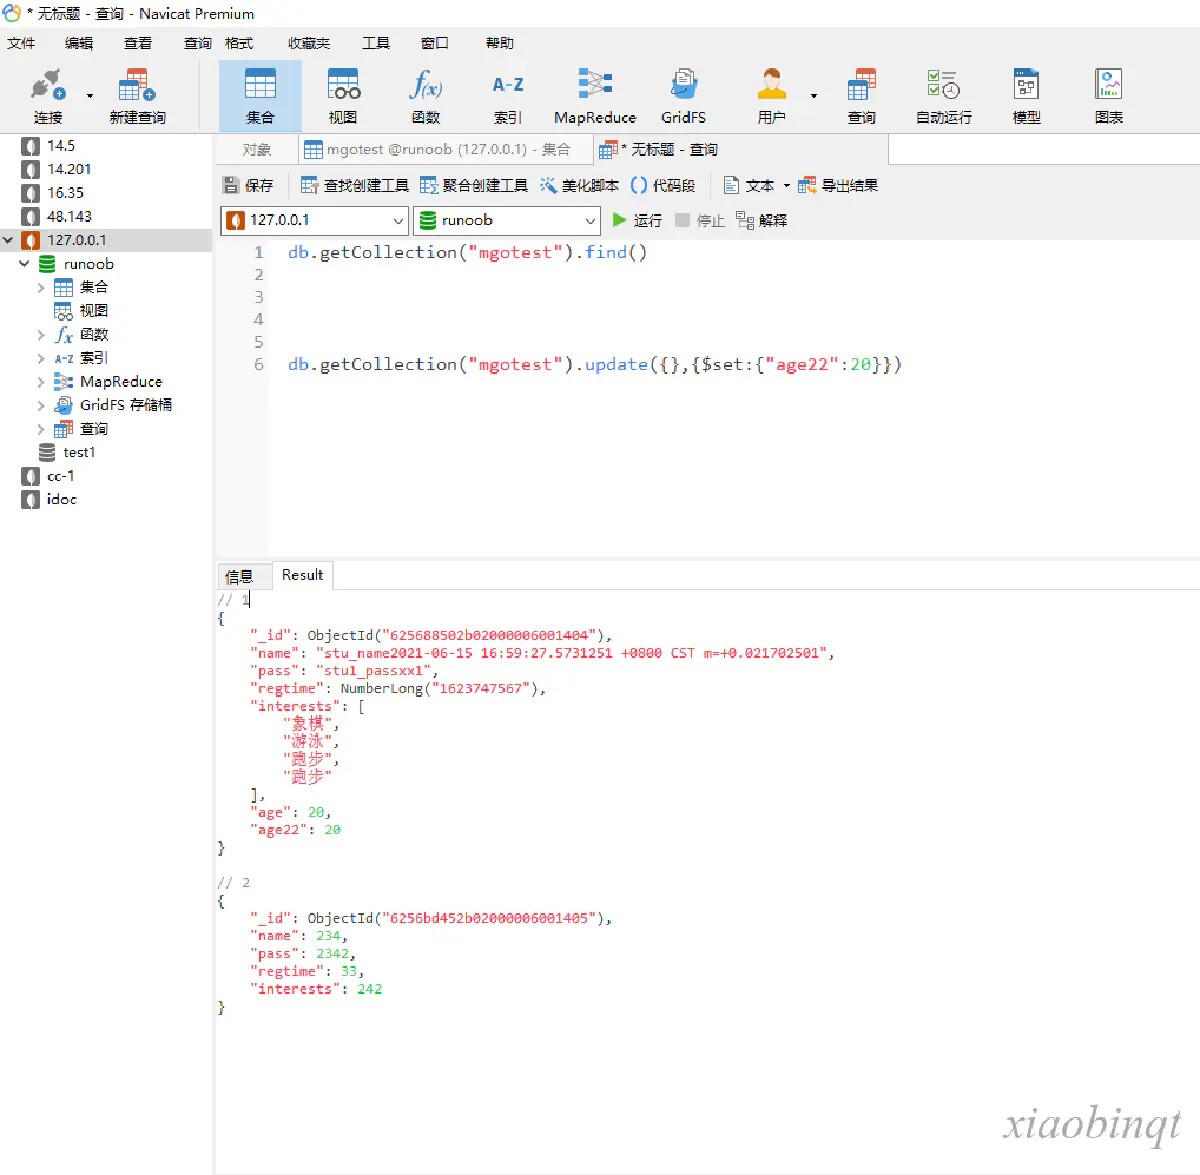 * 无标题 - 查询 - Navicat Premium
文件 编辑 查看 查询 格式 收藏夹 工具 窗口 帮助
连接 新建查询 集合 视图 函数 索引 MapReduce GridFS 用户 查询 自动运行 模型 图表
f(x) A-Z
14.5
14.201
16.35
48.143
127.0.0.1
runoob
集合
视图
fx 函数
A-Z 索引
MapReduce
GridFS 存储桶
查询
test1
cc-1
idoc
对象 mgotest @runoob (127.0.0.1) - 集合 * 无标题 - 查询
保存 查找创建工具 聚合创建工具 美化脚本 () 代码段 文本 导出结果
127.0.0.1 runoob 运行 停止 解释
1 db.getCollection("mgotest").find()
2
3
4
5
6 db.getCollection("mgotest").update({},{$set:{"age22":20}})
信息 Result
// 1
{
"_id": ObjectId("625688502b02000006001404"),
"name": "stu_name2021-06-15 16:59:27.5731251 +0800 CST m=+0.021702501",
"pass": "stu1_passxx1",
"regtime": NumberLong("1623747567"),
"interests": [
"象棋",
"游泳",
"跑步",
"跑步"
],
"age": 20,
"age22": 20
}
// 2
{
"_id": ObjectId("6256bd452b02000006001405"),
"name": 234,
"pass": 2342,
"regtime": 33,
"interests": 242
}
xiaobinqt